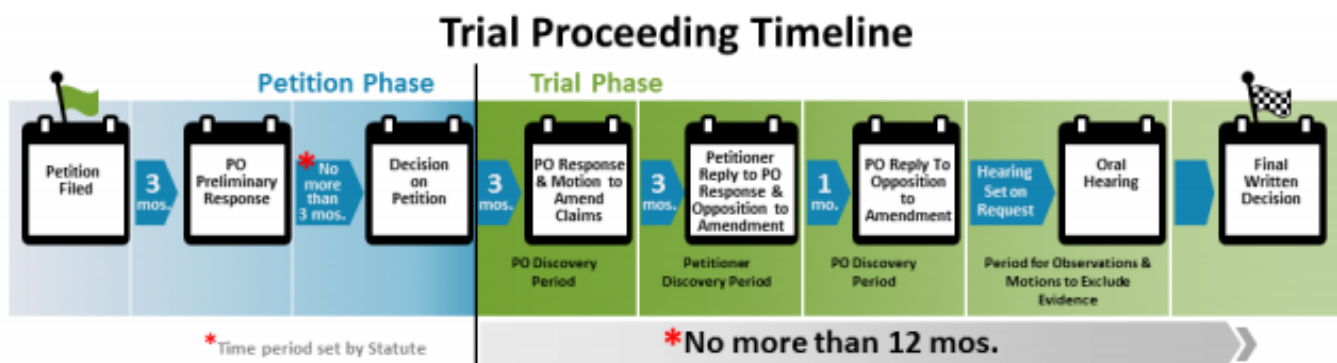 Trial Proceeding Timeline
Petition Phase
Trial Phase
Petition
Filed
3
mos.
PO
Preliminary
Response
*No
more
than
3 mos.
Decision
on
Petition
3
mos.
PO Response
& Motion to
Amend
Claims
3
mos.
Petitioner
Reply to PO
Response &
Opposition to
Amendment
1
mo.
PO Reply To
Opposition
to
Amendment
Hearing
Set on
Request
Oral
Hearing
Final
Written
Decision
PO Discovery
Period
Petitioner
Discovery Period
PO Discovery
Period
Period for Observations &
Motions to Exclude
Evidence
*Time period set by Statute
*No more than 12 mos.